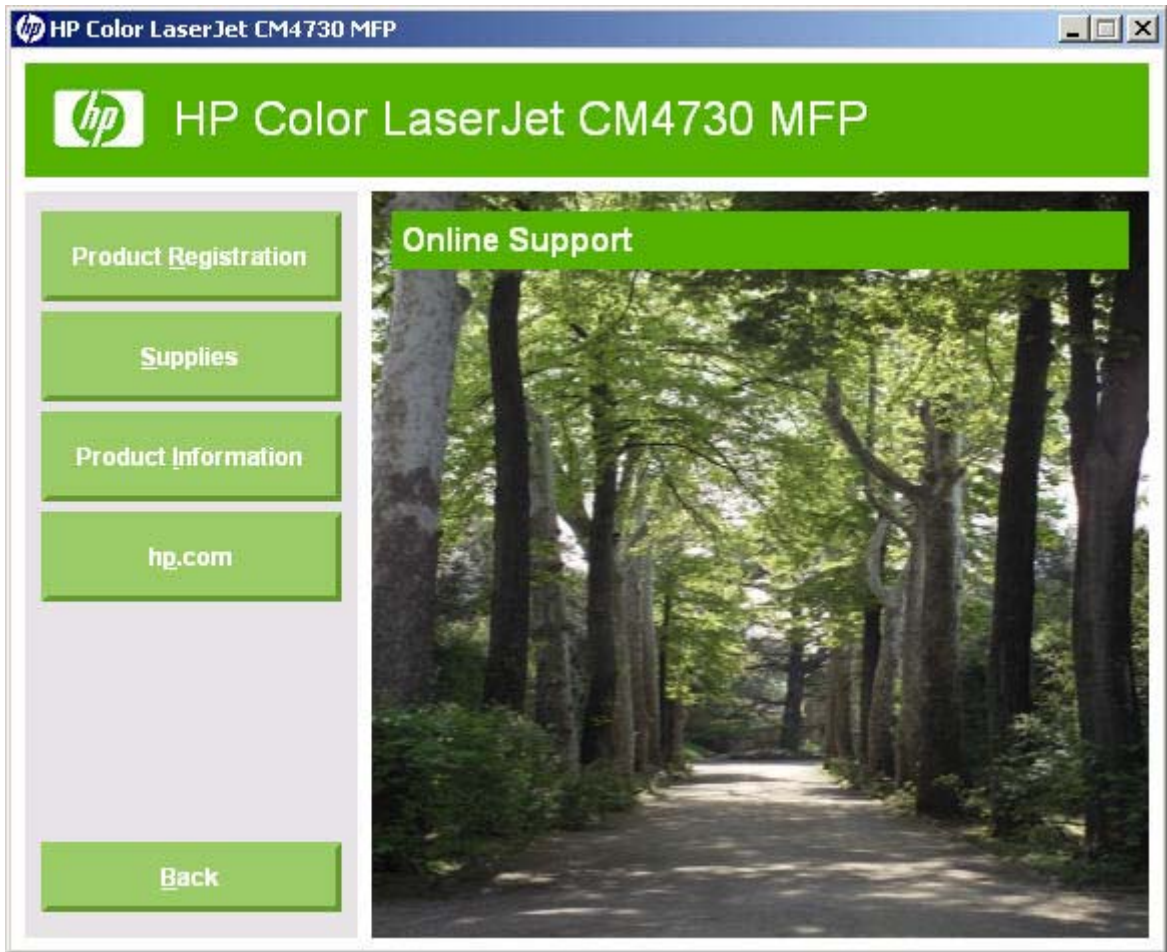 HP Color LaserJet CM4730 MFP
hp HP Color LaserJet CM4730 MFP
Product Registration
Supplies
Product Information
hp.com
Back
Online Support